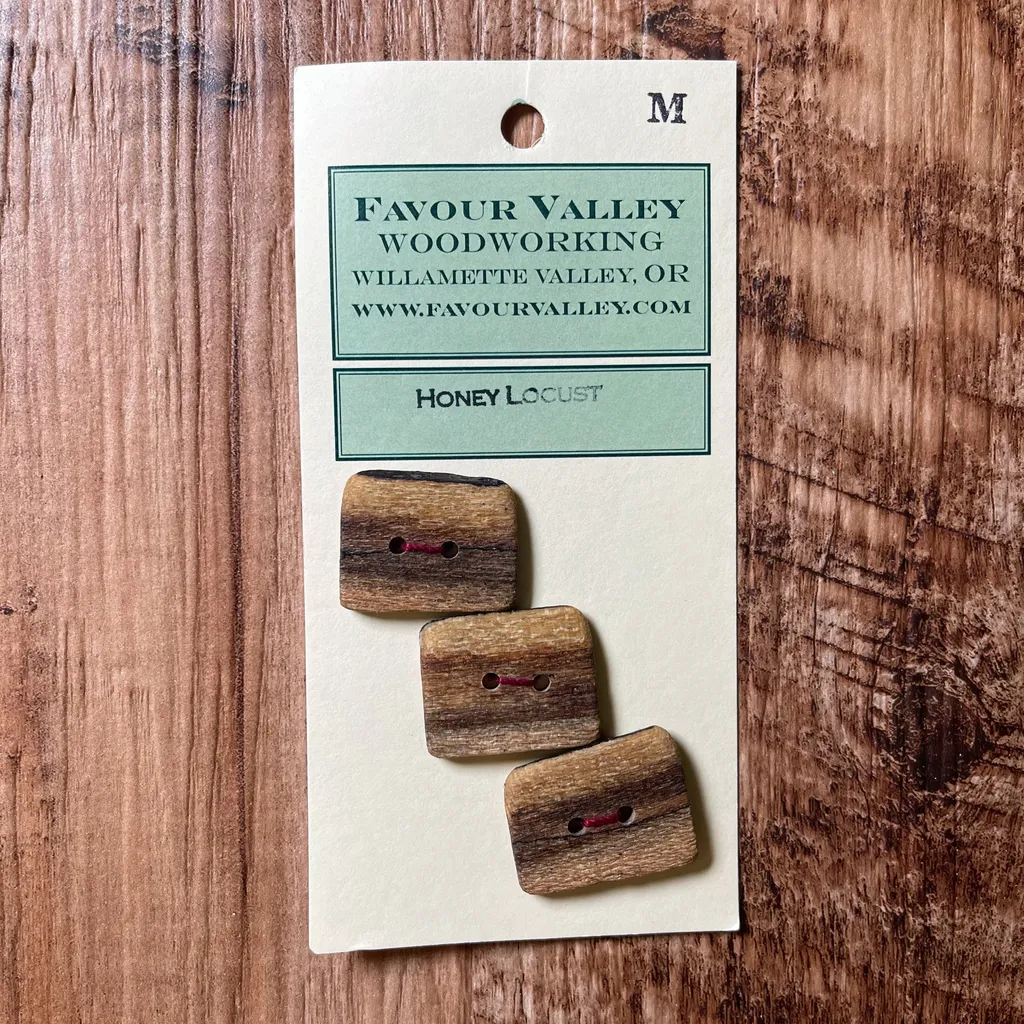 M
FAVOUR VALLEY
WOODWORKING
WILLAMETTE VALLEY, OR
WWW.FAVOURVALLEY.COM
HONEY LOCUST